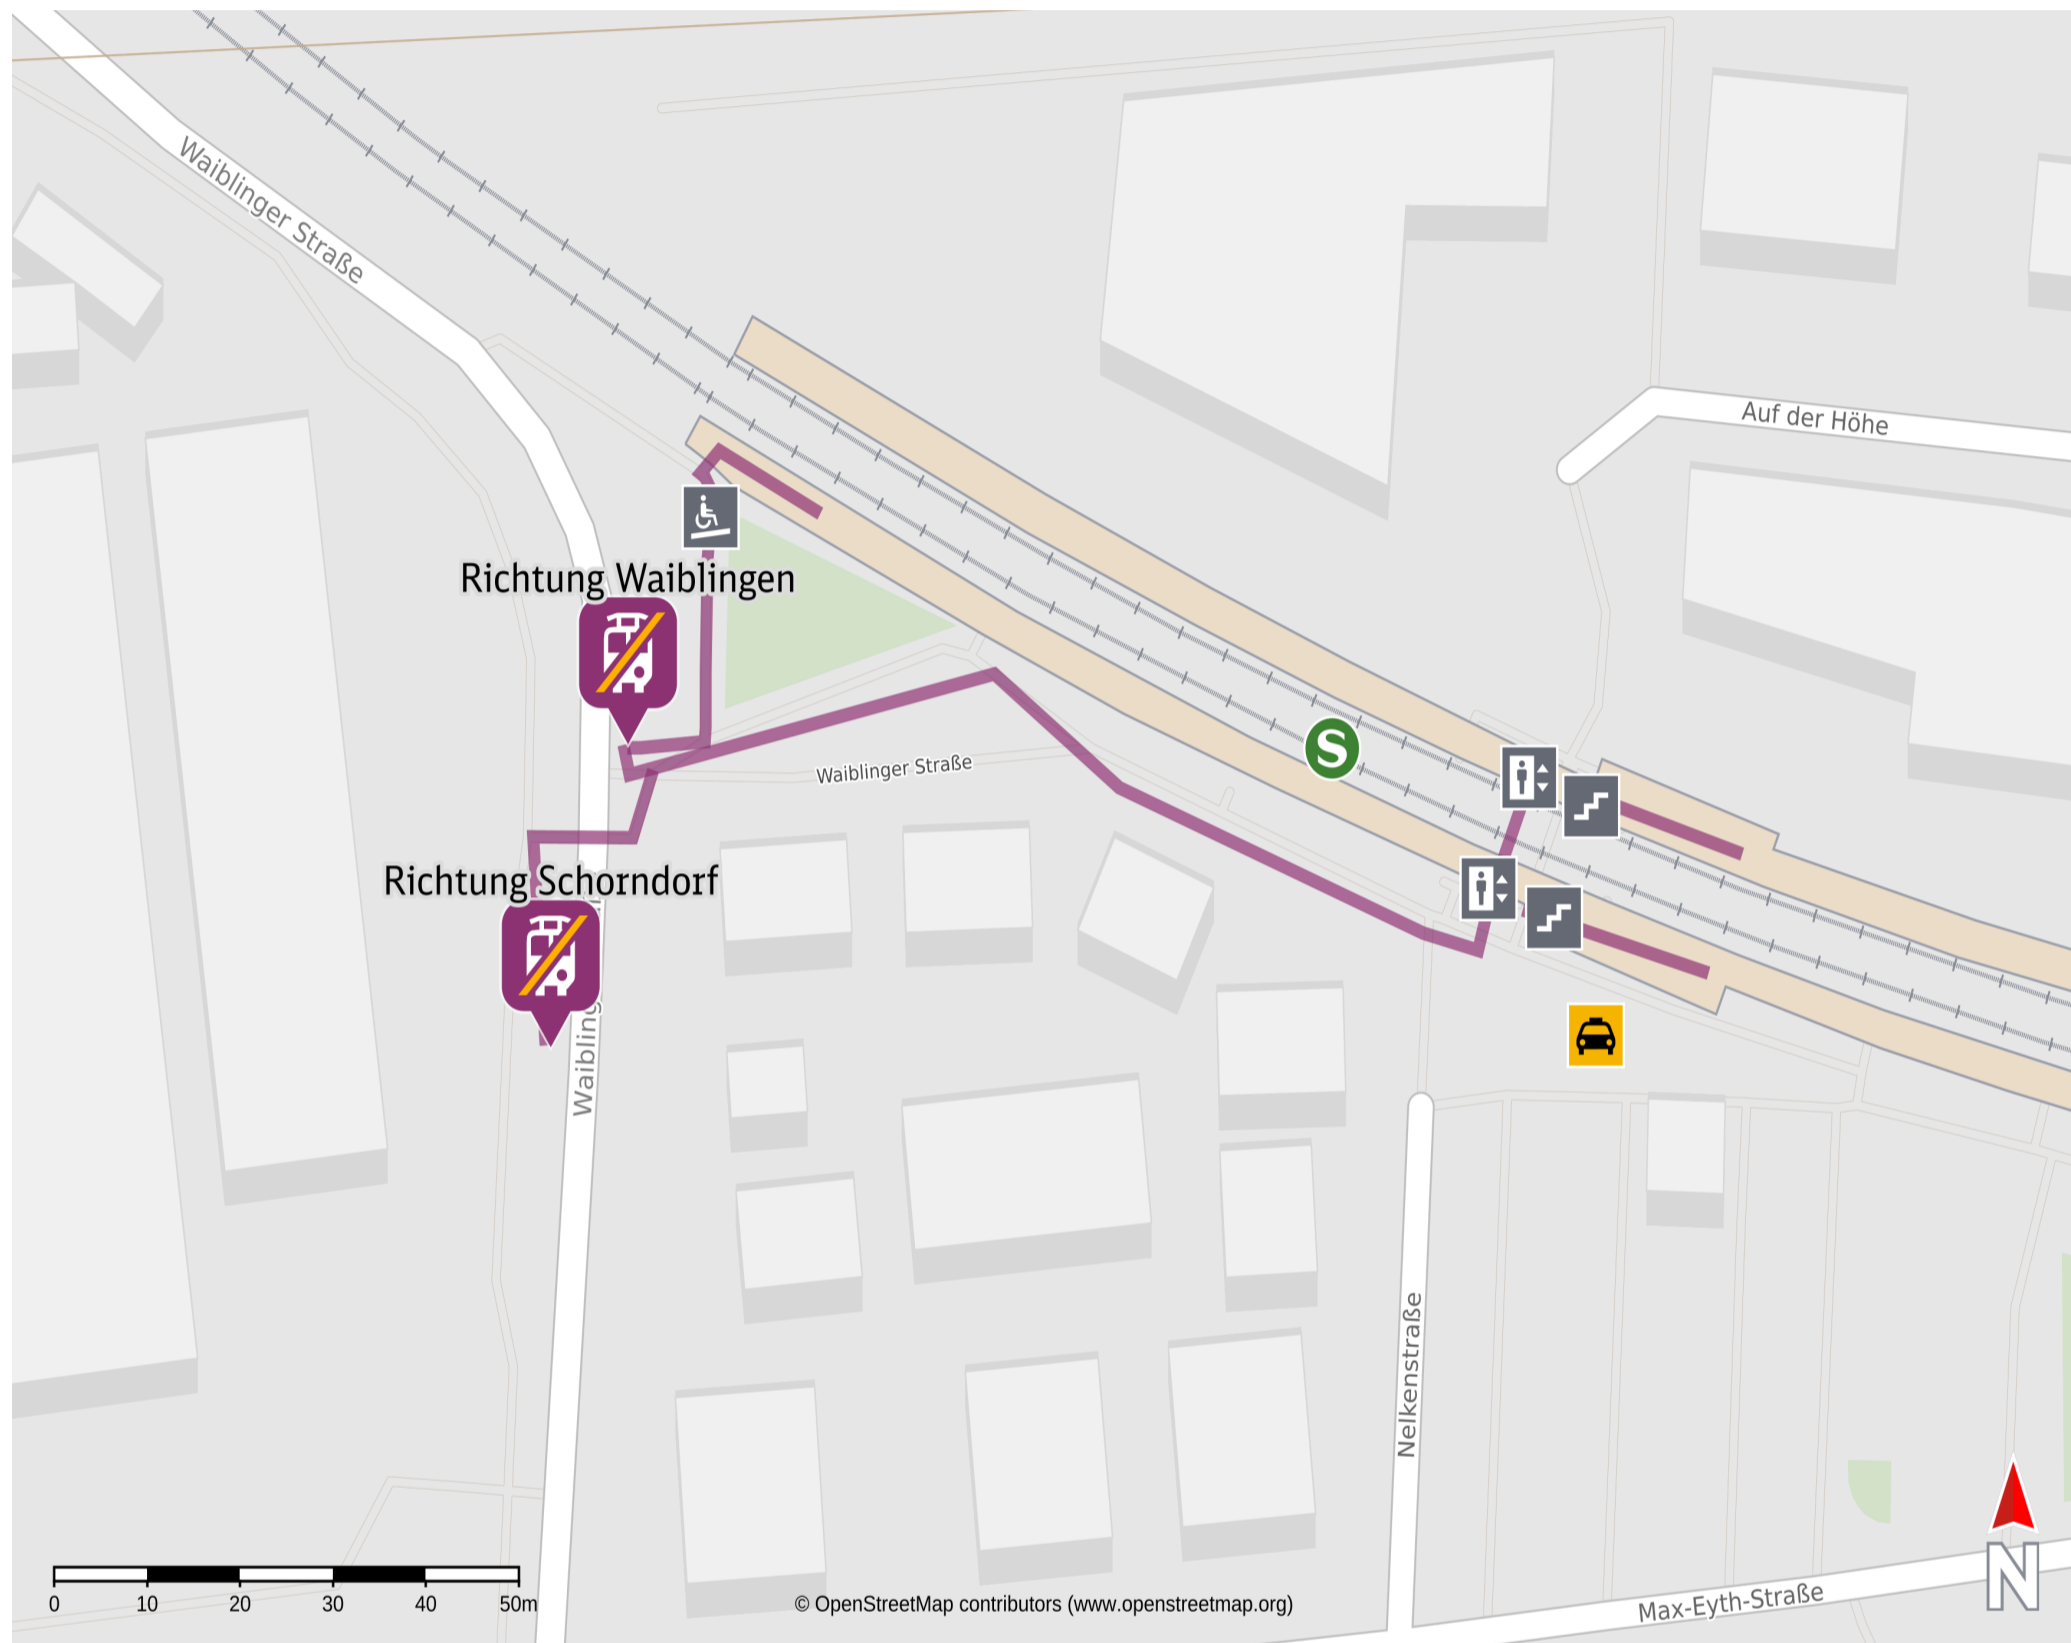 Waiblinger Straße
Auf der Höhe
Richtung Waiblingen
S
Waiblinger Straße
Richtung Schorndorf
Waibling
Nelkenstraße
N
0 10 20 30 40 50m
© OpenStreetMap contributors (www.openstreetmap.org)
Max-Eyth-Straße